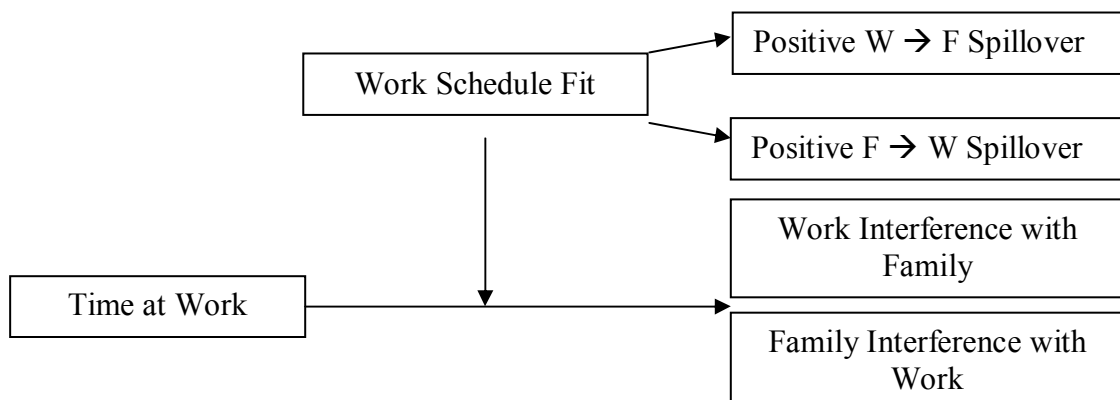 Positive W → F Spillover
Work Schedule Fit
Positive F → W Spillover
Work Interference with
Family
Time at Work
Family Interference with
Work